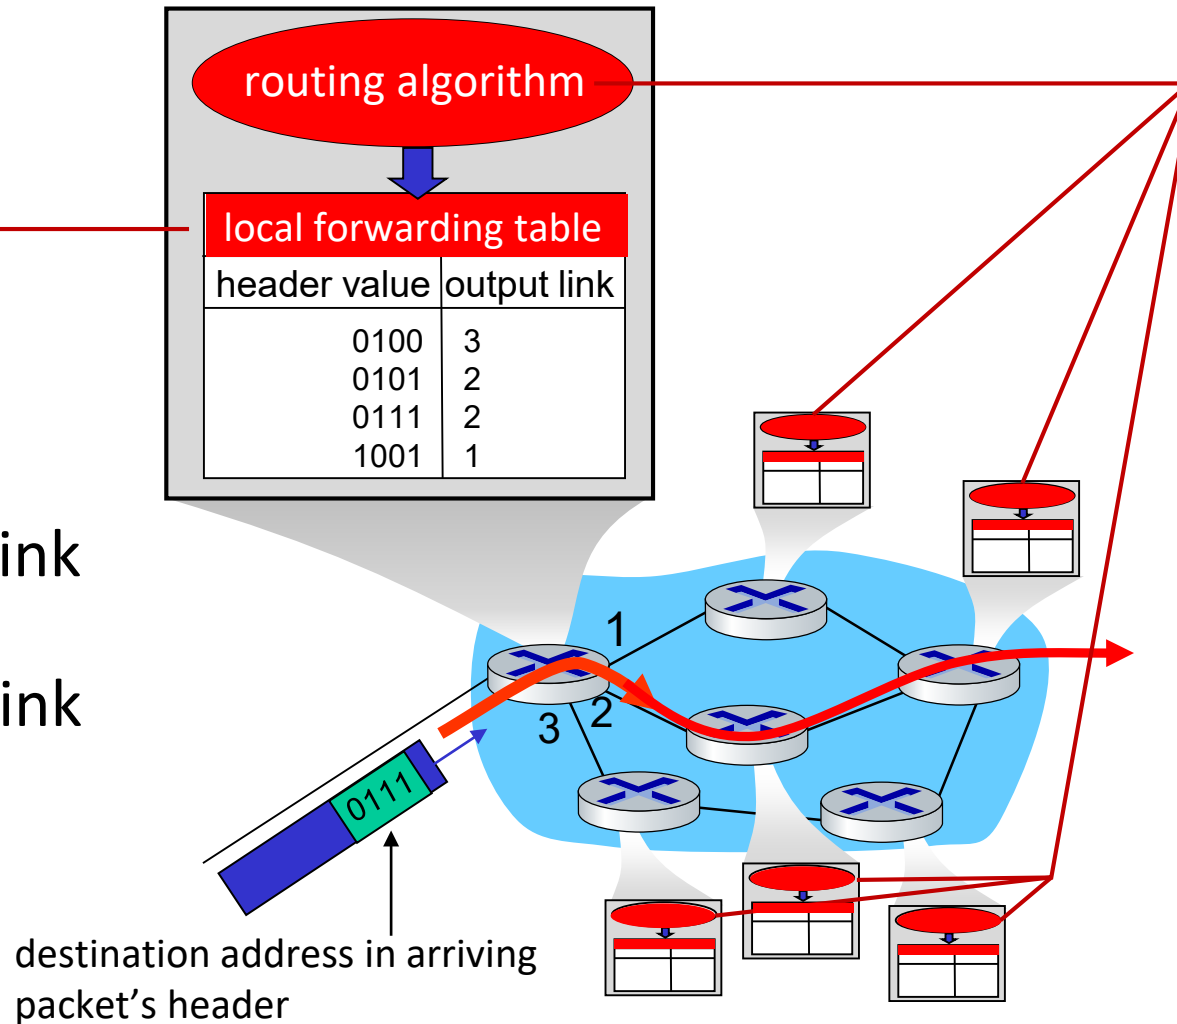 routing algorithm
local forwarding table
header value output link
0100 3
0101 2
0111 2
1001 1
ink
ink
1
2
3
0111
destination address in arriving
packet’s header